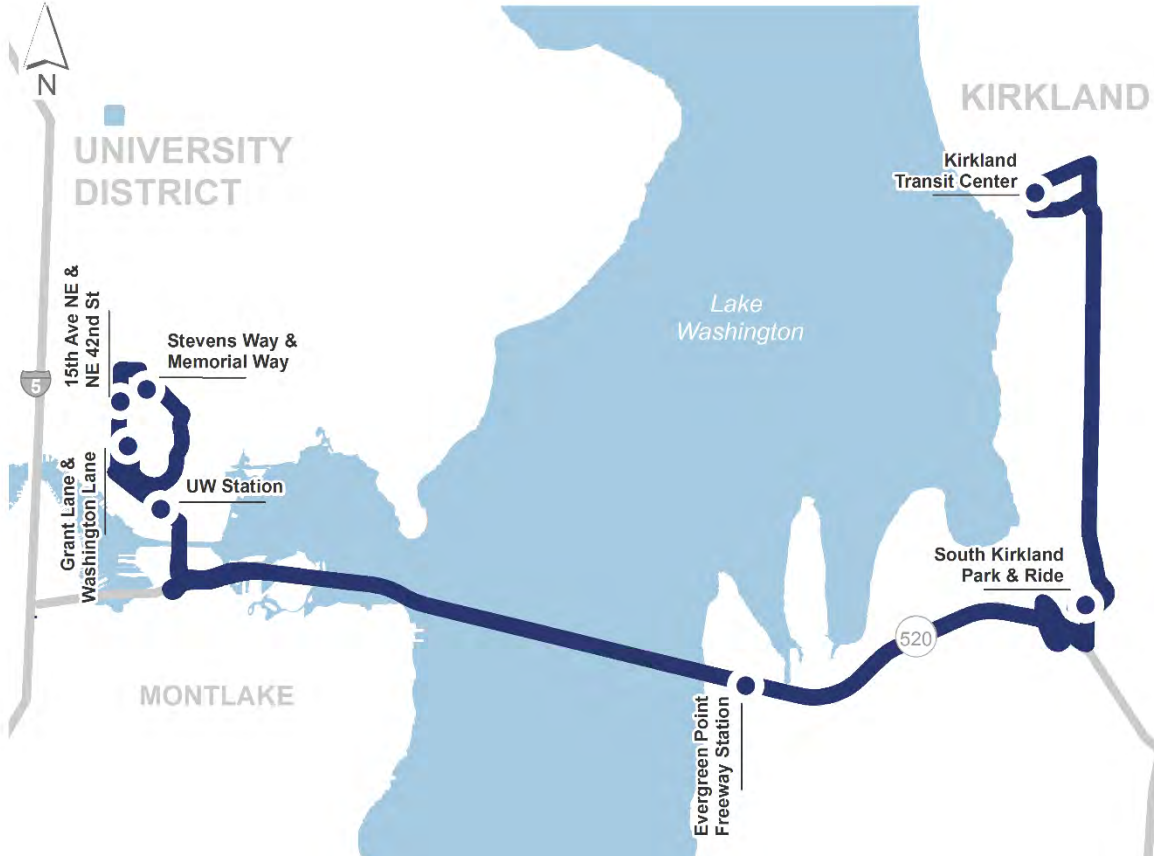 N
KIRKLAND
UNIVERSITY
DISTRICT
Kirkland
Transit Center
15th Ave NE &
NE 42nd St
Stevens Way &
Memorial Way
Lake
Washington
5
Grant Lane &
Washington Lane
UW Station
South Kirkland
Park & Ride
520
MONTLAKE
Evergreen Point
Freeway Station